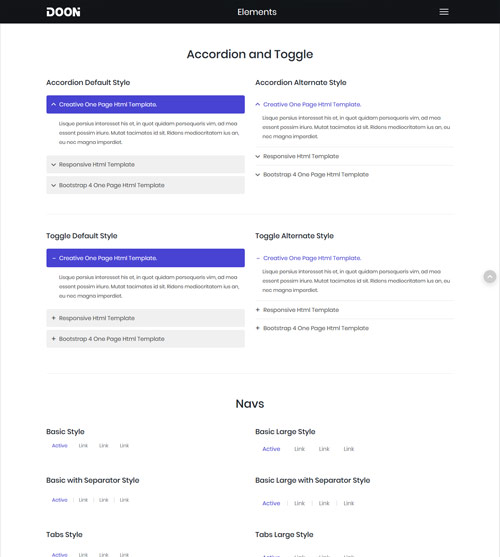 DOON
Elements
Accordion and Toggle
Accordion Default Style
Creative One Page Html Template.
Lisque persius interesset his et, in quot quidam persequeris vim, ad mea
essent possim iriure. Mutat tacimates id sit. Ridens mediocritatem ius an,
eu nec magna imperdiet.
Responsive Html Template
Bootstrap 4 One Page Html Template
Accordion Alternate Style
Creative One Page Html Template.
Lisque persius interesset his et, in quot quidam persequeris vim, ad mea
essent possim iriure. Mutat tacimates id sit. Ridens mediocritatem ius an, eu
nec magna imperdiet.
Responsive Html Template
Bootstrap 4 One Page Html Template
Toggle Default Style
Creative One Page Html Template.
Lisque persius interesset his et, in quot quidam persequeris vim, ad mea
essent possim iriure. Mutat tacimates id sit. Ridens mediocritatem ius an,
eu nec magna imperdiet.
Responsive Html Template
Bootstrap 4 One Page Html Template
Toggle Alternate Style
Creative One Page Html Template.
Lisque persius interesset his et, in quot quidam persequeris vim, ad mea
essent possim iriure. Mutat tacimates id sit. Ridens mediocritatem ius an, eu
nec magna imperdiet.
Responsive Html Template
Bootstrap 4 One Page Html Template
Navs
Basic Style
Active Link Link Link
Basic Large Style
Active Link Link Link
Basic with Separator Style
Active | Link | Link | Link
Basic Large with Separator Style
Active | Link | Link | Link
Tabs Style
Active Link Link Link
Tabs Large Style
Active Link Link Link